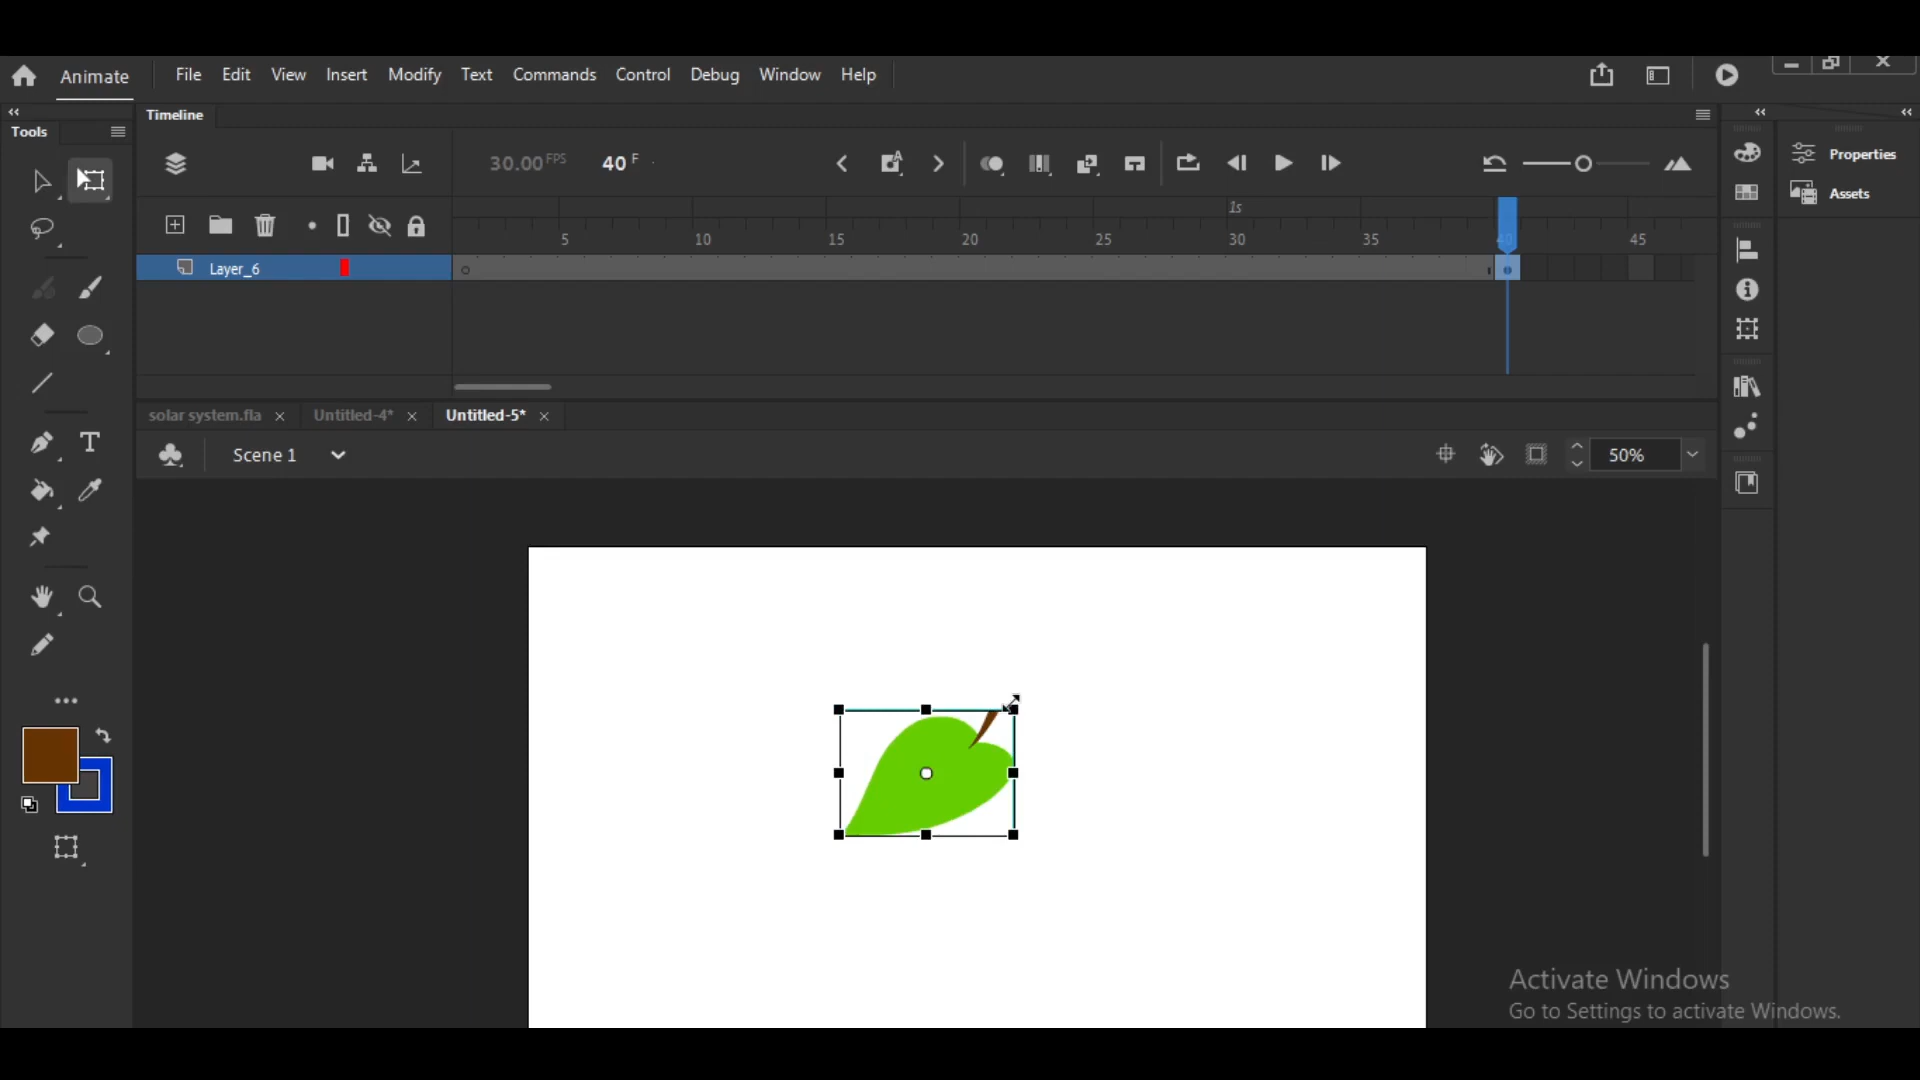 Animate File Edit View Insert Modify Text Commands Control Debug Window Help
Tools
Timeline
30.00 FPS 40 F
Properties
Assets
1s
5 10 15 20 25 30 35 40 45
Layer_6
solar system.fla Untitled-4* Untitled-5*
Scene 1
50%
T
Activate Windows
Go to Settings to activate Windows.